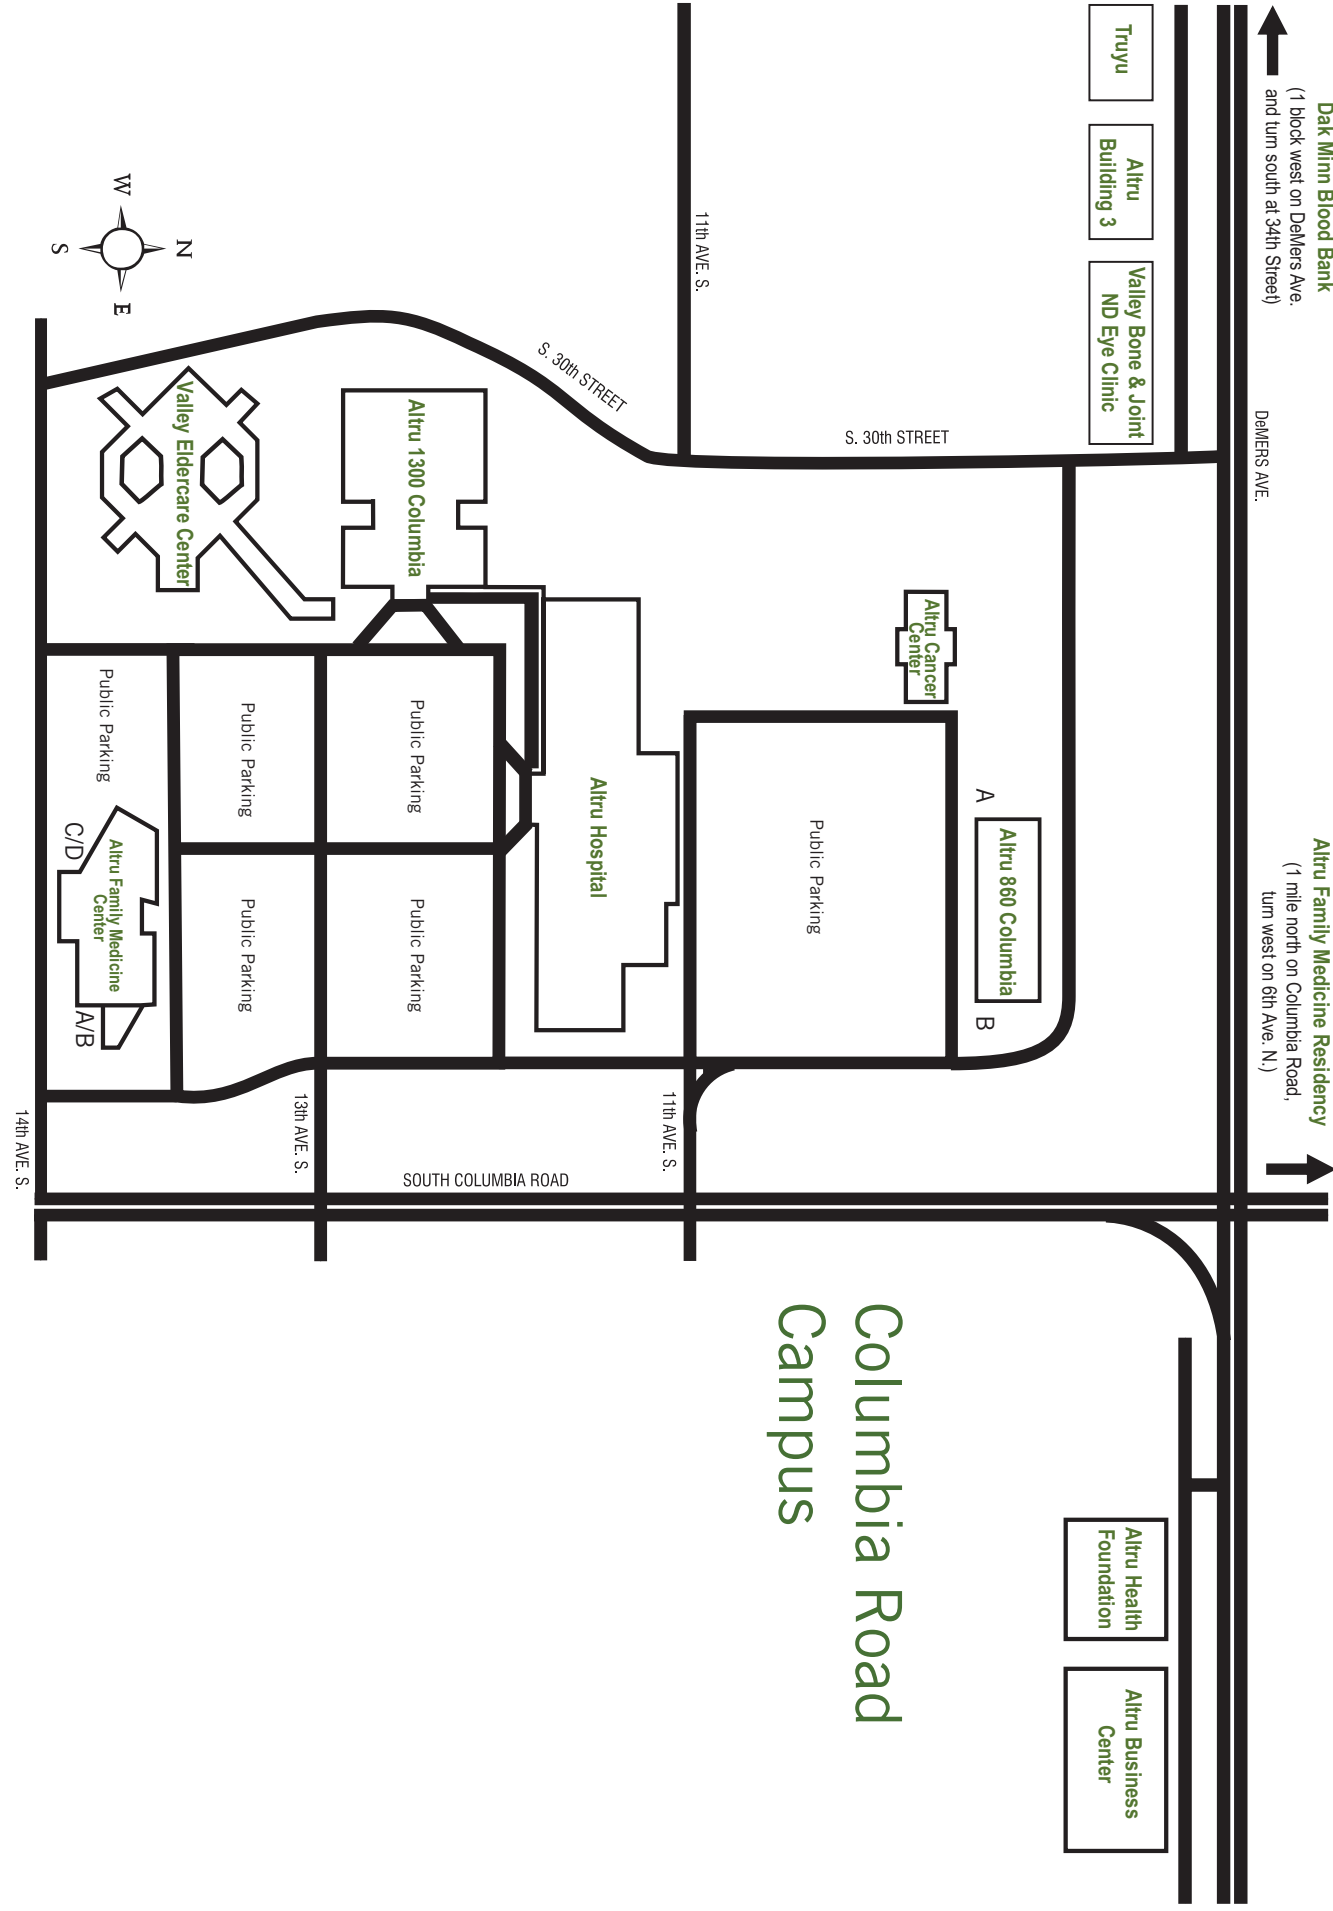 Dak Minn Blood Bank
(1 block west on DeMers Ave.
and turn south at 34th Street)
Altru Family Medicine Residency
(1 mile north on Columbia Road,
turn west on 6th Ave. N.)
DeMERS AVE.
Truyu
Altru
Building 3
Valley Bone & Joint
ND Eye Clinic
Altru Health
Foundation
Altru Business
Center
S. 30th STREET
A
Altru 860 Columbia
B
Altru Cancer
Center
Columbia Road
Campus
Public Parking
11th AVE. S.
11th AVE. S.
S. 30th STREET
Altru Hospital
SOUTH COLUMBIA ROAD
Altru 1300 Columbia
Public Parking
Public Parking
13th AVE. S.
Public Parking
Public Parking
Valley Eldercare Center
N
W
E
S
Public Parking
Altru Family Medicine
Center
C/D
A/B
14th AVE. S.